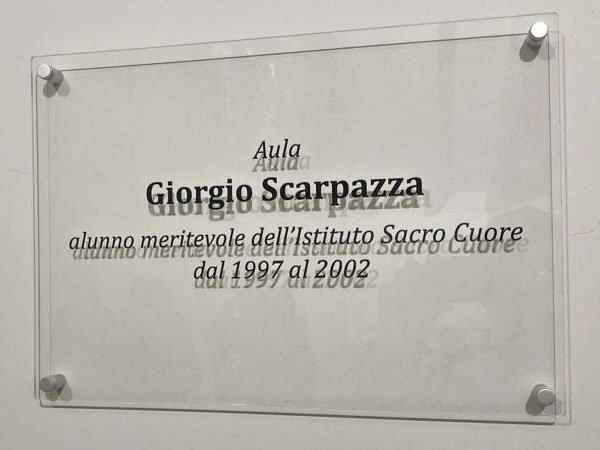 Aula
Giorgio Scarpazza
alunno meritevole dell'Istituto Sacro Cuore
dal 1997 al 2002